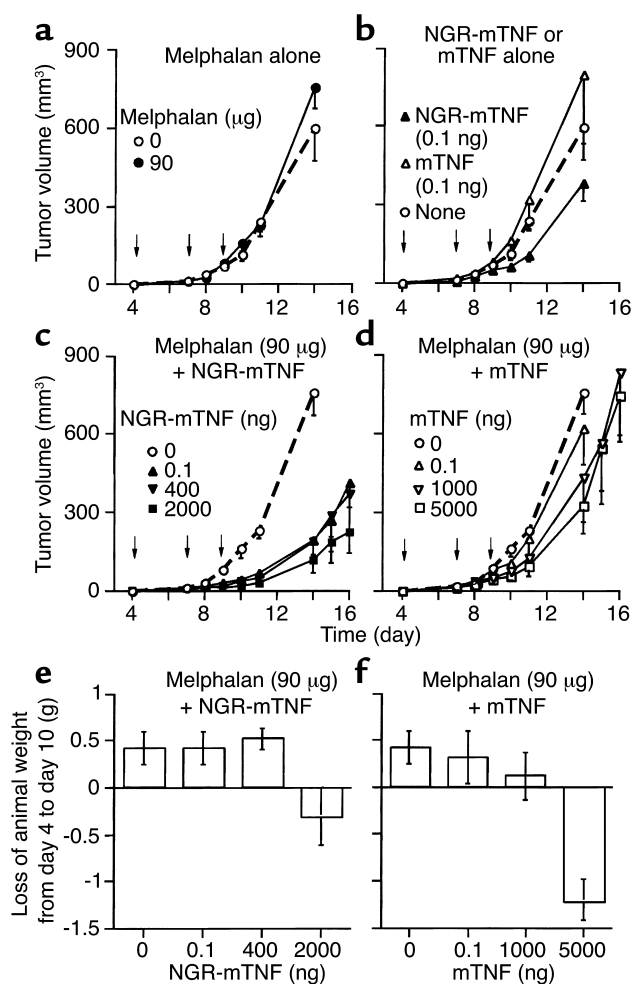 a
Melphalan alone
900
600
300
0
Tumor volume (mm³)
Melphalan (μg)
0
90
4 8 12 16
b
NGR-mTNF or
mTNF alone
NGR-mTNF
(0.1 ng)
mTNF
(0.1 ng)
None
4 8 12 16
c
Melphalan (90 μg)
+ NGR-mTNF
900
600
300
0
Tumor volume (mm³)
NGR-mTNF (ng)
0
0.1
400
2000
4 8 12 16
d
Melphalan (90 μg)
+ mTNF
mTNF (ng)
0
0.1
1000
5000
4 8 12 16
Time (day)
e
Melphalan (90 μg)
+ NGR-mTNF
1
0.5
0
-0.5
-1
-1.5
Loss of animal weight
from day 4 to day 10 (g)
0 0.1 400 2000
NGR-mTNF (ng)
f
Melphalan (90 μg)
+ mTNF
0 0.1 1000 5000
mTNF (ng)